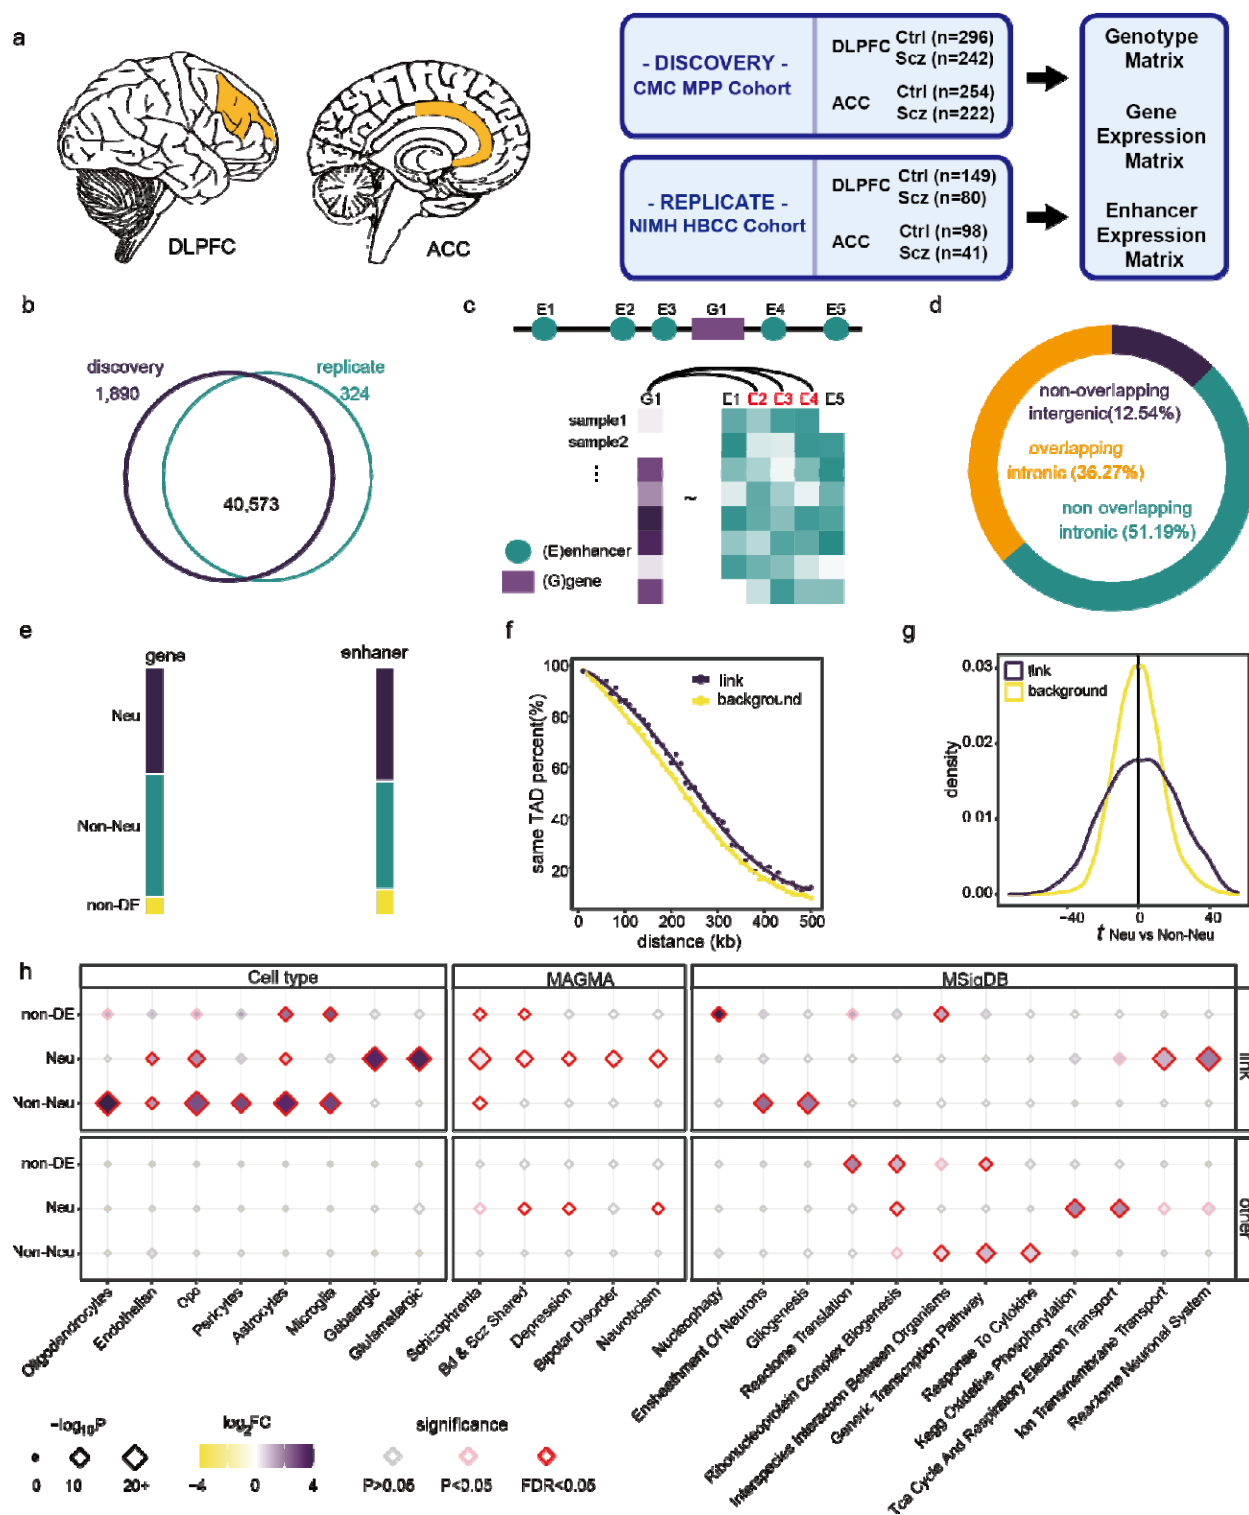 a
DLPFC
ACC
- DISCOVERY -
CMC MPP Cohort
DLPFC
Ctrl (n=296)
Scz (n=242)
ACC
Ctrl (n=254)
Scz (n=222)
- REPLICATE -
NIMH HBCC Cohort
DLPFC
Ctrl (n=149)
Scz (n=80)
ACC
Ctrl (n=98)
Scz (n=41)
Genotype
Matrix
Gene
Expression
Matrix
Enhancer
Expression
Matrix
b
discovery
1,890
replicate
324
40,573
c
E1 E2 E3 G1 E4 E5
G1 E1 E2 E3 E4 E5
sample1
sample2
⋮
~
(E)enhancer
(G)gene
d
non-overlapping
intergenic(12.54%)
overlapping
intronic (36.27%)
non overlapping
intronic (51.19%)
e
gene
enhaner
Neu
Non-Neu
non-DE
f
100
80
60
40
20
same TAD percent(%)
link
background
0 100 200 300 400 500
distance (kb)
g
0.03
0.02
0.01
0.00
density
link
background
−40 0 40
t Neu vs Non-Neu
h
Cell type
MAGMA
MSigDB
non-DE
Neu
Non-Neu
link
non-DE
Neu
Non-Neu
other
Oligodendrocytes
Endothelian
Opc
Pericytes
Astrocytes
Microglia
Gabaergic
Glutamatergic
Schizophrenia
Bd & Scz Shared
Depression
Bipolar Disorder
Neuroticism
Nucleophagy
Ensheathment Of Neurons
Gliogenesis
Reactome Translation
Ribonucleoprotein Complex Biogenesis
Interspecies Interaction Between Organisms
Generic Transcription Pathway
Response To Cytokine
Kegg Oxidative Phosphorylation
Tca Cycle And Respiratory Electron Transport
Ion Transmembrane Transport
Reactome Neuronal System
−log10P
0 10 20+
log2FC
−4 0 4
significance
P>0.05 P<0.05 FDR<0.05